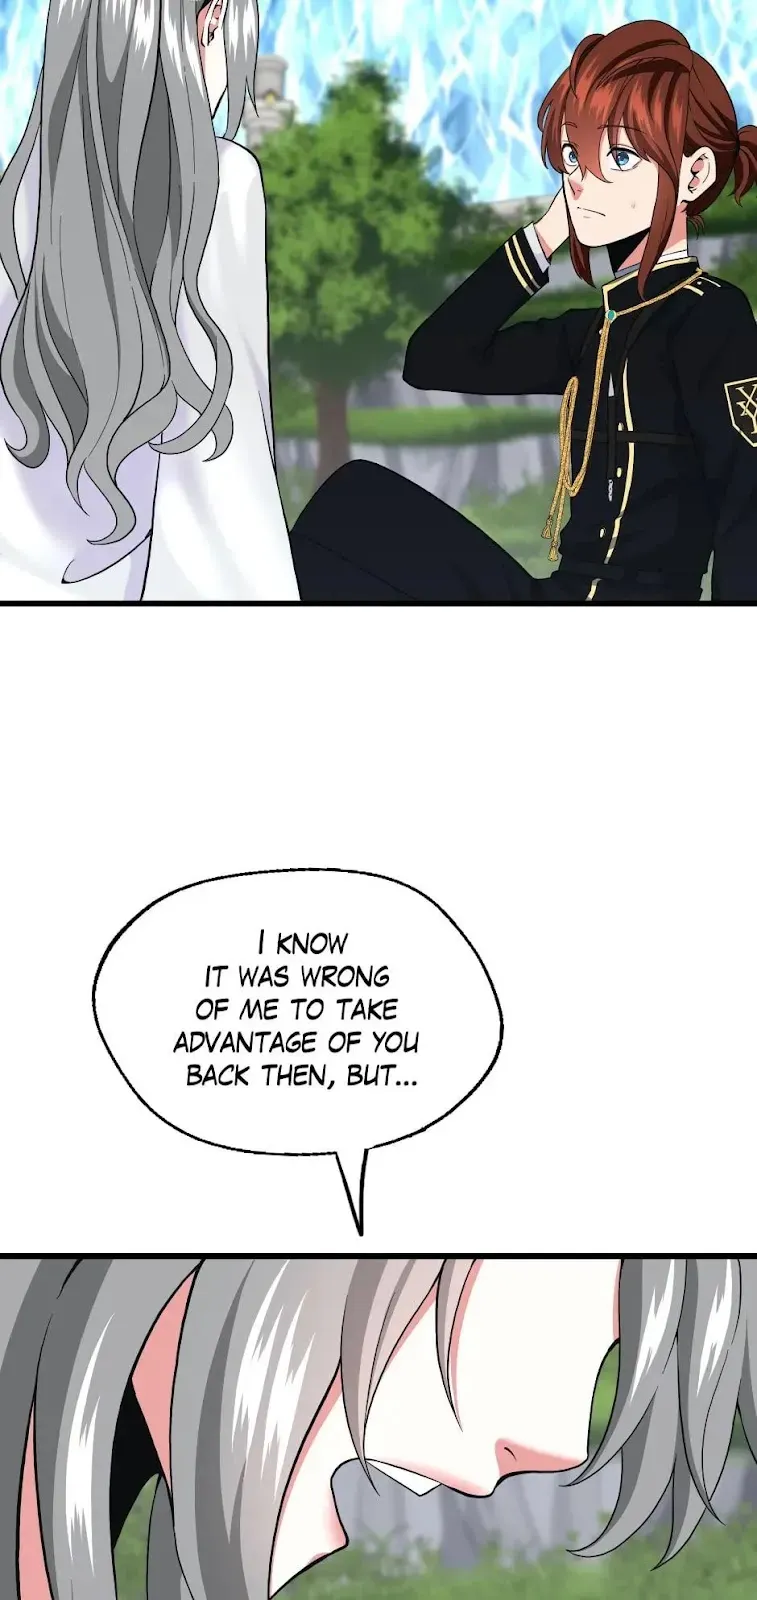 I KNOW
IT WAS WRONG
OF ME TO TAKE
ADVANTAGE OF YOU
BACK THEN, BUT...